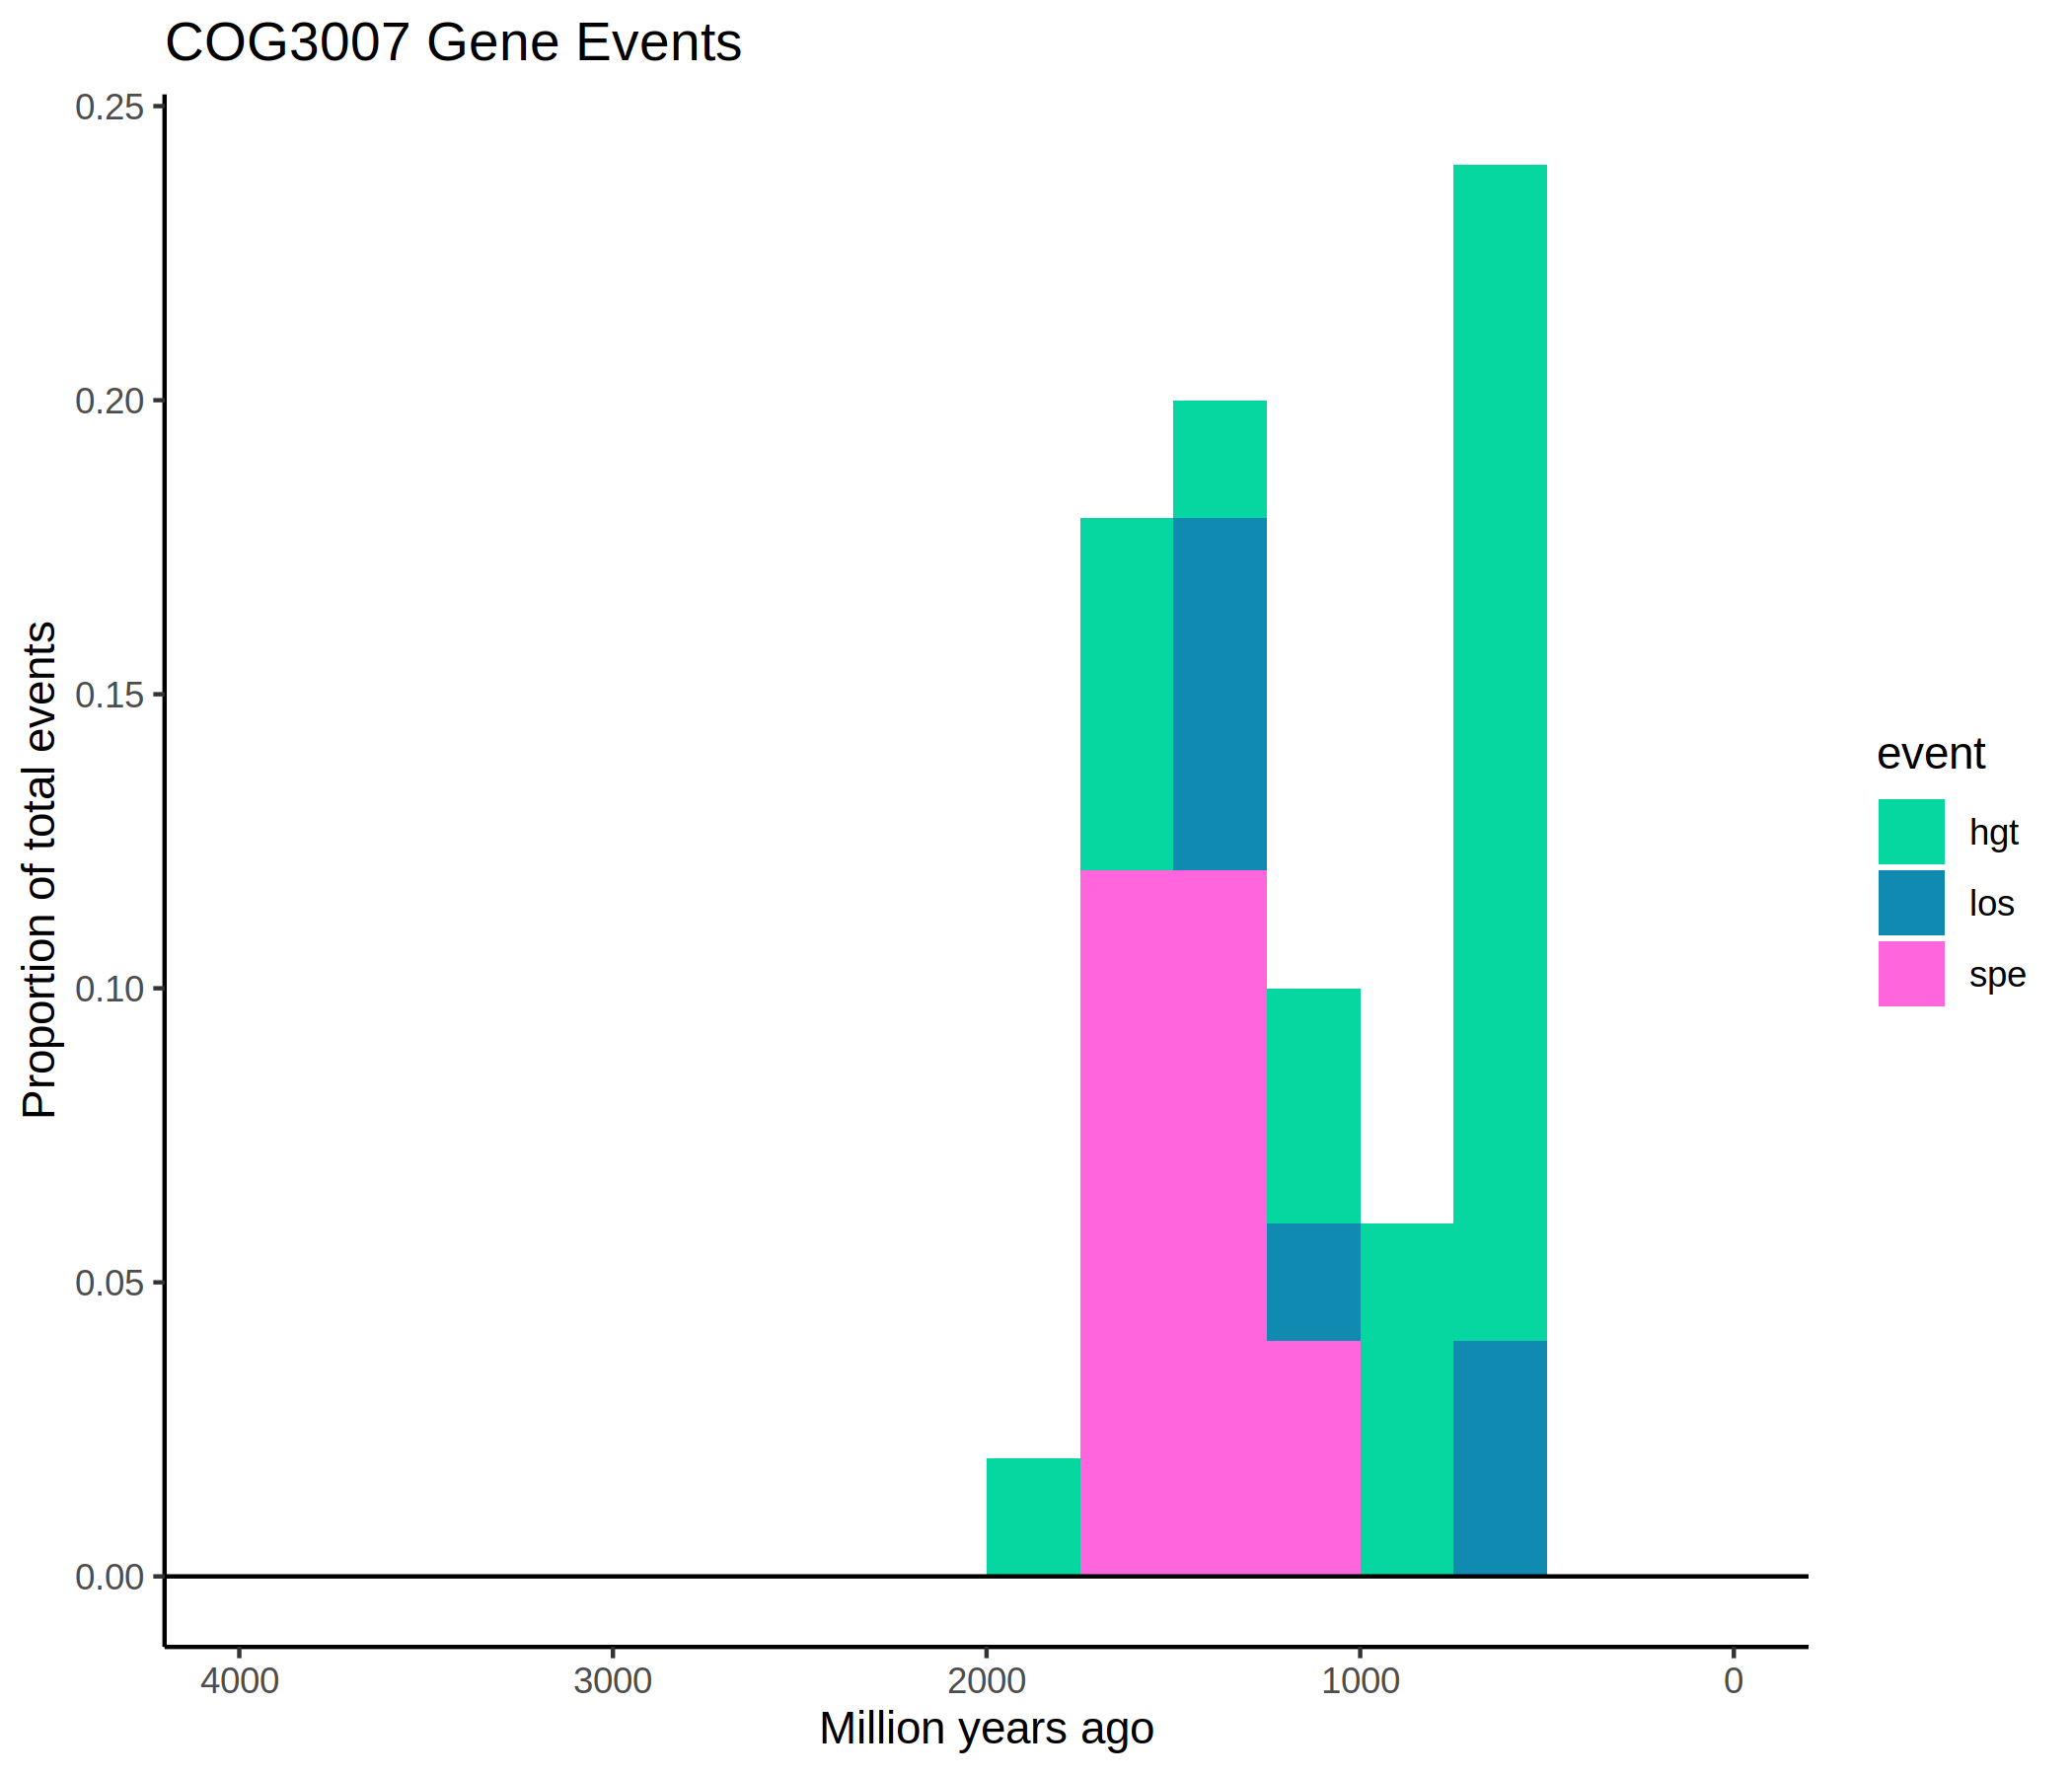 COG3007 Gene Events
0.25
0.20
0.15
0.10
0.05
0.00
Proportion of total events
4000 3000 2000 1000 0
Million years ago
event
hgt
los
spe